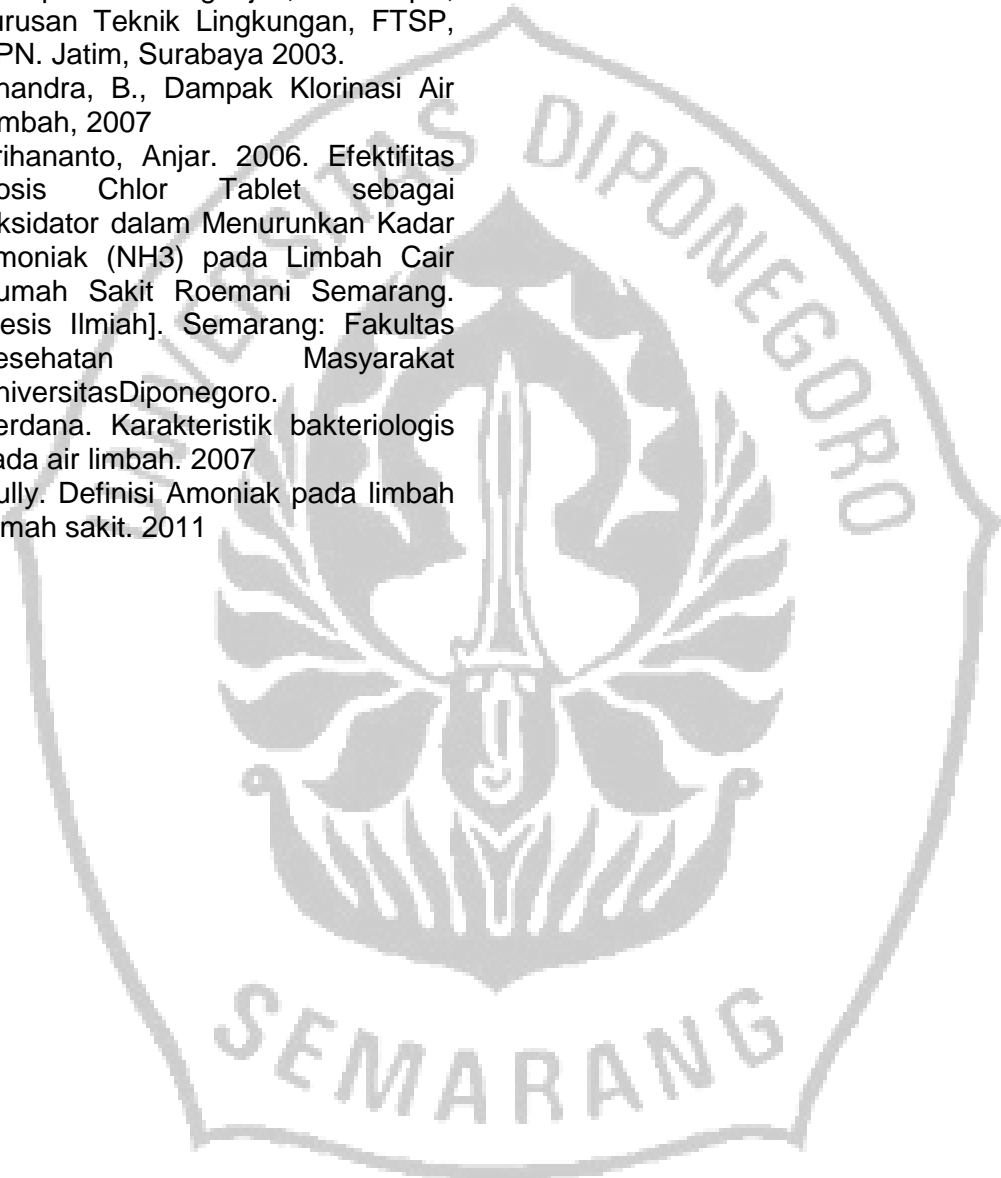 urusan Teknik Lingkungan, FTSP,
PN. Jatim, Surabaya 2003.
handra, B., Dampak Klorinasi Air
mbah, 2007
rihananto, Anjar. 2006. Efektifitas
osis Chlor Tablet sebagai
ksidator dalam Menurunkan Kadar
moniak (NH3) pada Limbah Cair
umah Sakit Roemani Semarang.
esis Ilmiah]. Semarang: Fakultas
esehatan Masyarakat
niversitasDiponegoro.
erdana. Karakteristik bakteriologis
ada air limbah. 2007
ully. Definisi Amoniak pada limbah
mah sakit. 2011
UNIVERSITAS DIPONEGORO
SEMARANG